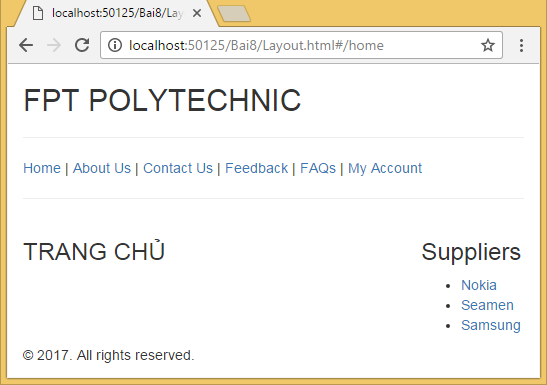 localhost:50125/Bai8/Lay
localhost:50125/Bai8/Layout.html#/home
FPT POLYTECHNIC
Home | About Us | Contact Us | Feedback | FAQs | My Account
TRANG CHỦ
Suppliers
• Nokia
• Seamen
• Samsung
© 2017. All rights reserved.